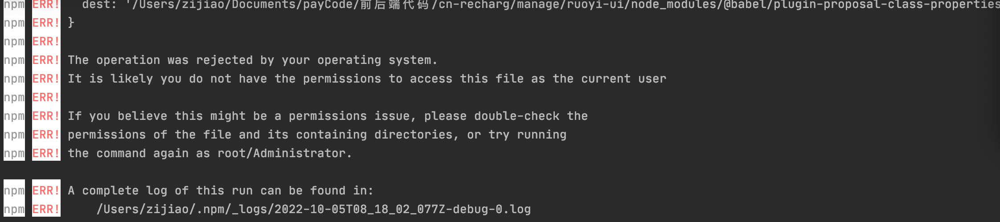 npm ERR!   dest: '/Users/zijiao/Documents/payCode/前后端代码/cn-recharg/manage/ruoyi-ui/node_modules/@babel/plugin-proposal-class-properties
npm ERR! }
npm ERR!
npm ERR! The operation was rejected by your operating system.
npm ERR! It is likely you do not have the permissions to access this file as the current user
npm ERR!
npm ERR! If you believe this might be a permissions issue, please double-check the
npm ERR! permissions of the file and its containing directories, or try running
npm ERR! the command again as root/Administrator.
npm ERR! A complete log of this run can be found in:
npm ERR!     /Users/zijiao/.npm/_logs/2022-10-05T08_18_02_077Z-debug-0.log